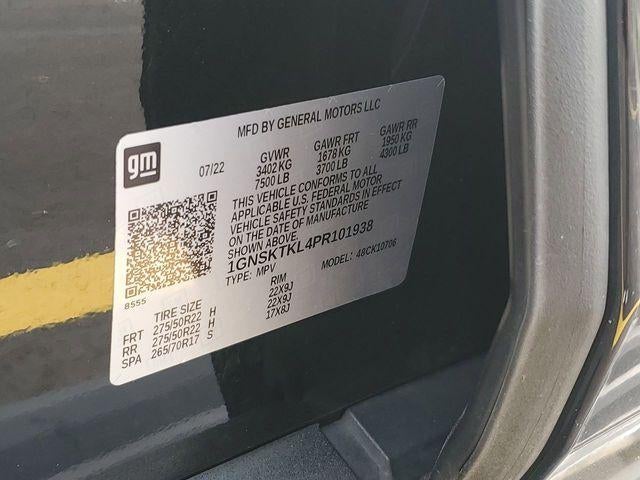 MFD BY GENERAL MOTORS LLC
gm
07/22
GVWR GAWR FRT GAWR RR
3402 KG 1678 KG 1950 KG
7500 LB 3700 LB 4300 LB
THIS VEHICLE CONFORMS TO ALL
APPLICABLE U.S. FEDERAL MOTOR
VEHICLE SAFETY STANDARDS IN EFFECT
ON THE DATE OF MANUFACTURE
SHOWN ABOVE.
1GNSKTKL4PR101938
TYPE: MPV MODEL: 48CK10706
8555
TIRE SIZE RIM
FRT 275/50R22 H 22X9J
RR 275/50R22 H 22X9J
SPA 265/70R17 S 17X8J